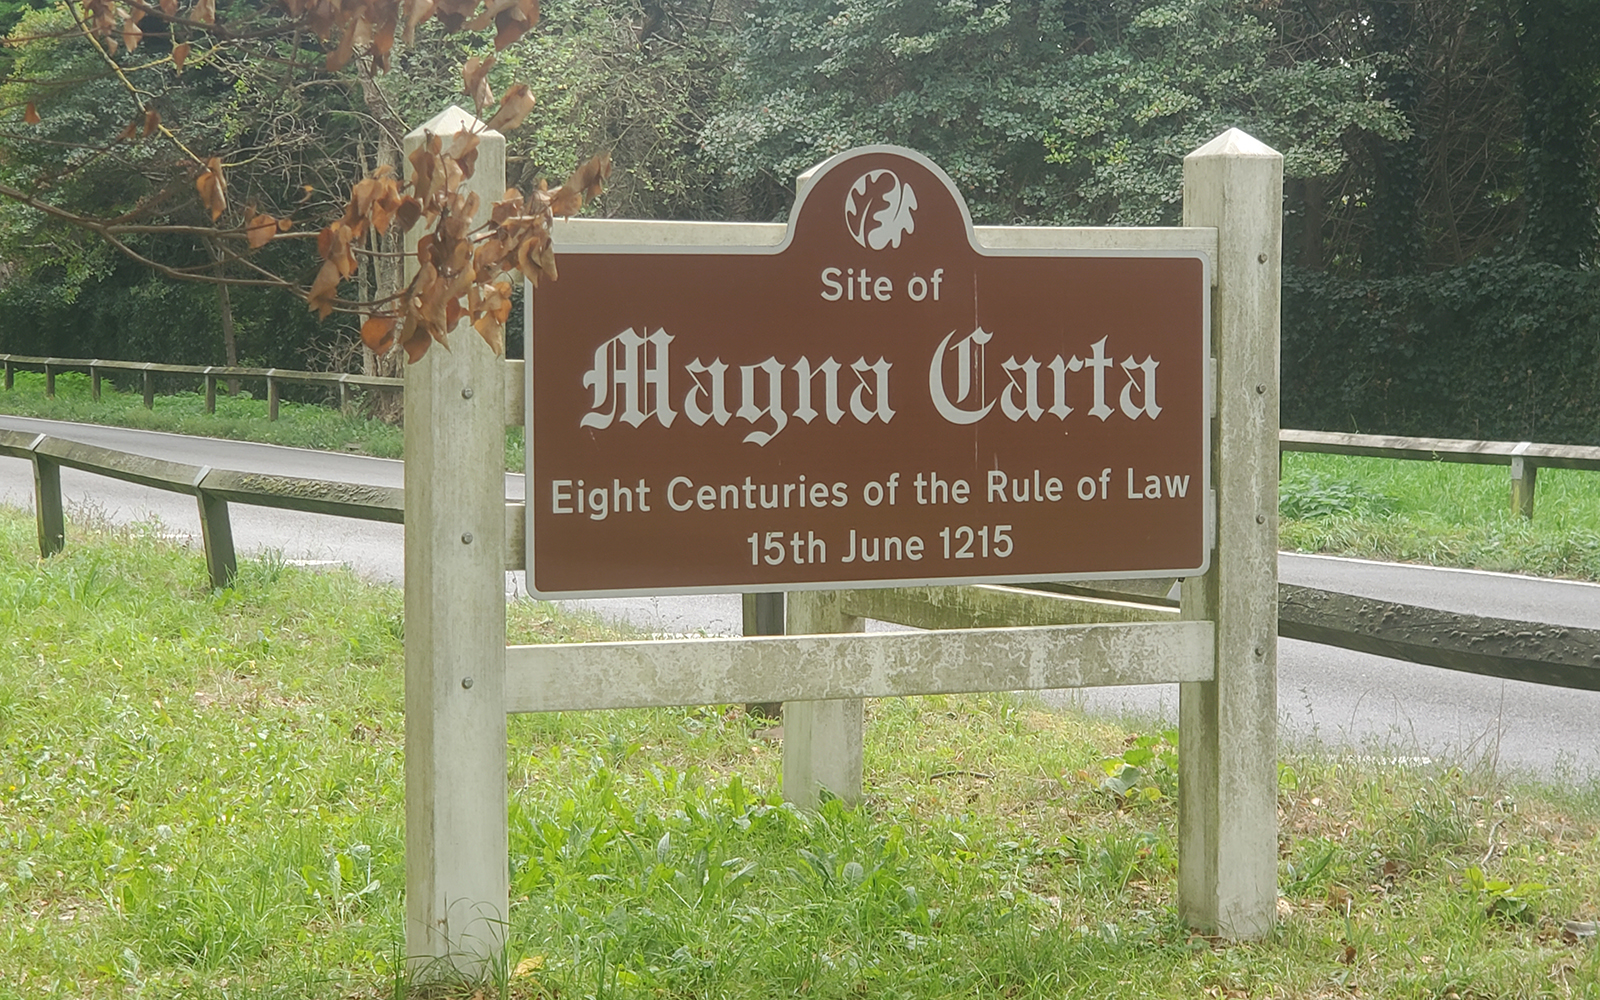 Site of
Magna Carta
Eight Centuries of the Rule of Law
15th June 1215